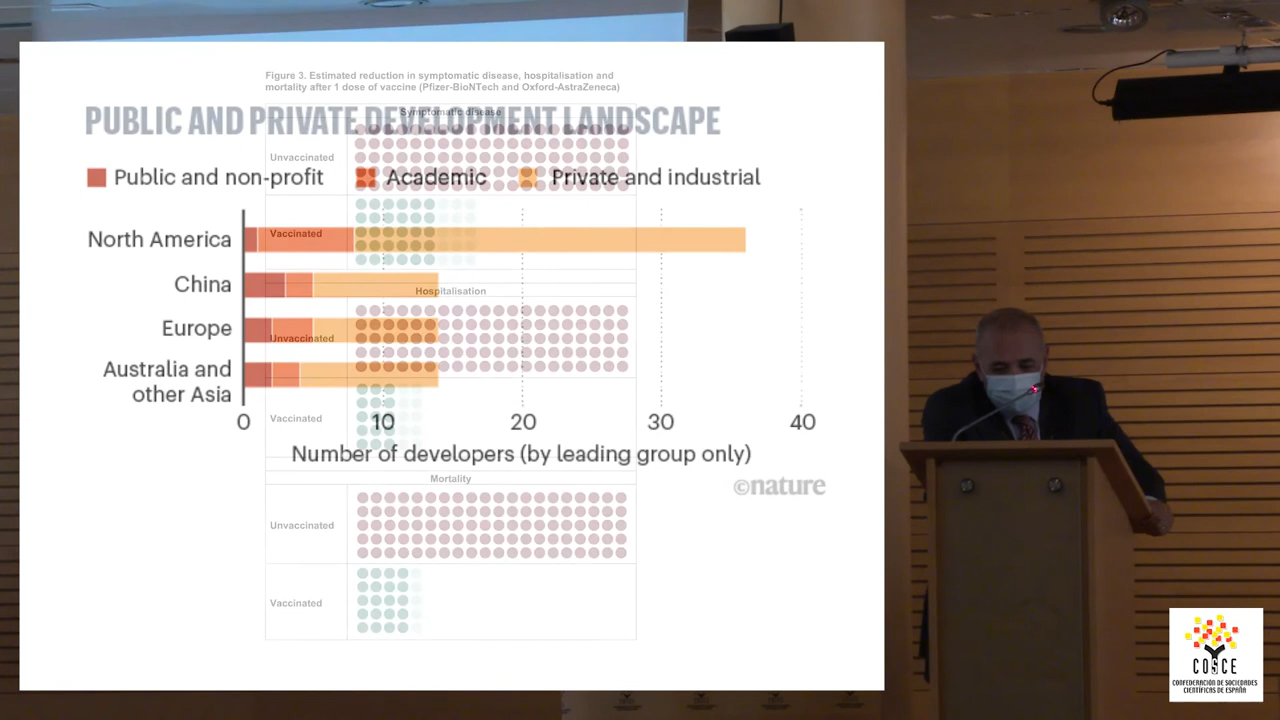 Figure 3. Estimated reduction in symptomatic disease, hospitalisation and
mortality after 1 dose of vaccine (Pfizer-BioNTech and Oxford-AstraZeneca)
Symptomatic disease
PUBLIC AND PRIVATE DEVELOPMENT LANDSCAPE
Unvaccinated
Public and non-profit Academic Private and industrial
Vaccinated
North America
China
Hospitalisation
Europe
Unvaccinated
Australia and
other Asia
Vaccinated
0 10 20 30 40
Number of developers (by leading group only)
Mortality
©nature
Unvaccinated
Vaccinated
COSCE
CONFEDERACIÓN DE SOCIEDADES
CIENTÍFICAS DE ESPAÑA